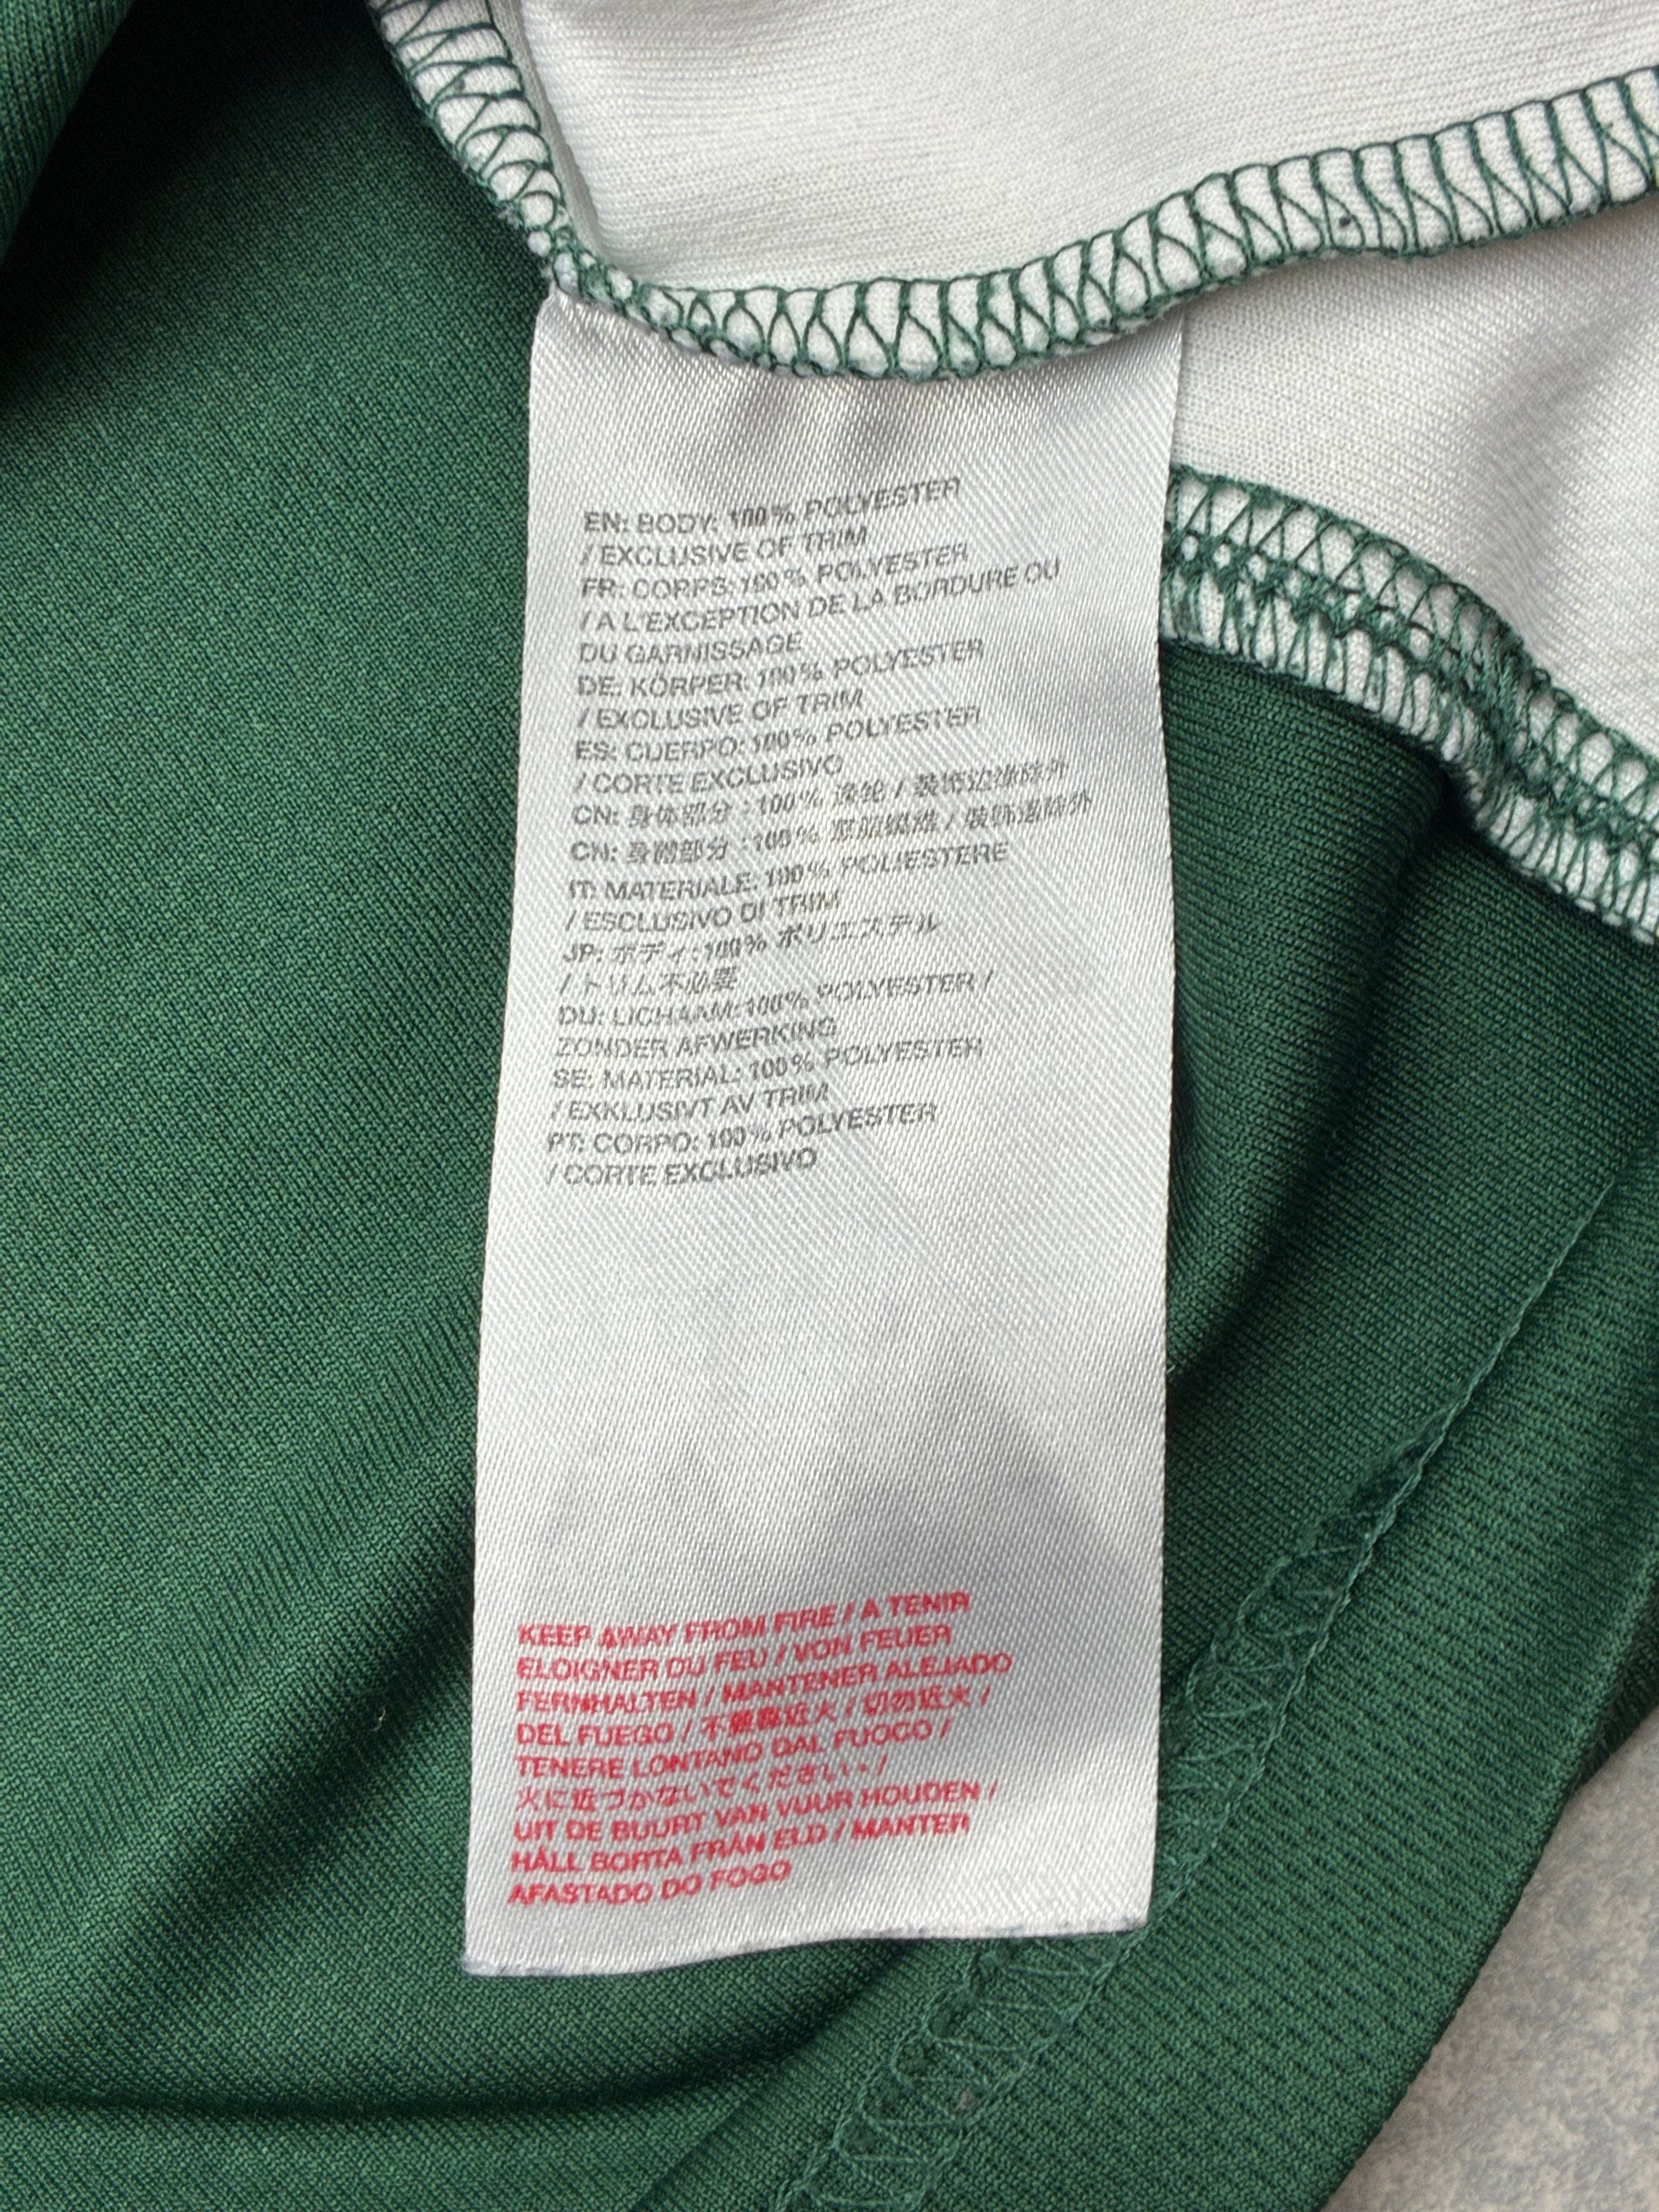 EN: BODY: 100% POLYESTER
/ EXCLUSIVE OF TRIM
FR: CORPS: 100% POLYESTER
/ A L'EXCEPTION DE LA BORDURE OU
DU GARNISSAGE
DE: KÖRPER: 100% POLYESTER
/ EXCLUSIVE OF TRIM
ES: CUERPO: 100% POLYESTER
/ CORTE EXCLUSIVO
CN: 身体部分 : 100% 涤纶 / 装饰边缘除外
CN: 身體部分 : 100% 聚脂纖維 / 裝飾邊除外
IT: MATERIALE: 100% POLIESTERE
/ ESCLUSIVO DI TRIM
JP: ボディ: 100% ポリエステル
/ トリム不必要
DU: LICHAAM: 100% POLYESTER /
ZONDER AFWERKING
SE: MATERIAL: 100% POLYESTER
/ EXKLUSIVT AV TRIM
PT: CORPO: 100% POLYESTER
/ CORTE EXCLUSIVO
KEEP AWAY FROM FIRE / A TENIR
ELOIGNER DU FEU / VON FEUER
FERNHALTEN / MANTENER ALEJADO
DEL FUEGO / 近火 / 切勿近火 /
TENERE LONTANO DAL FUOCO /
火に近づかないでください・/
UIT DE BUURT VAN VUUR HOUDEN /
HÅLL BORTA FRÅN ELD / MANTER
AFASTADO DO FOGO